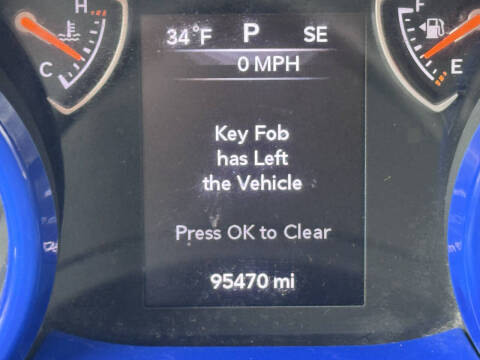 H
C
34°F P SE
0 MPH
F
E
Key Fob
has Left
the Vehicle
Press OK to Clear
95470 mi